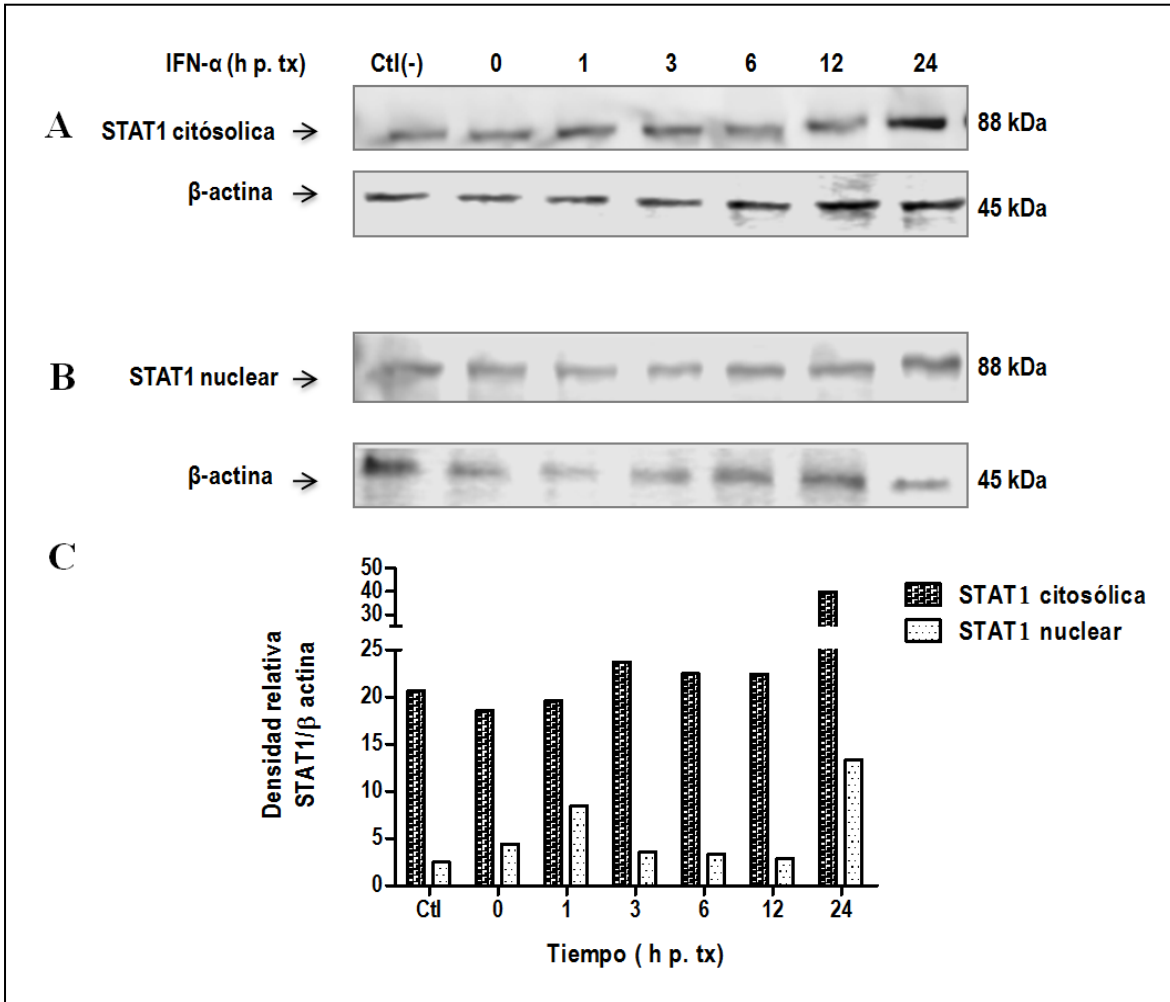 IFN-α (h p. tx) Ctl(-) 0 1 3 6 12 24
A STAT1 citósolica → 88 kDa
β-actina → 45 kDa
B STAT1 nuclear → 88 kDa
β-actina → 45 kDa
C
50
40
30
25
20
15
10
5
0
Densidad relativa
STAT1/β actina
STAT1 citosólica
STAT1 nuclear
Ctl 0 1 3 6 12 24
Tiempo ( h p. tx)